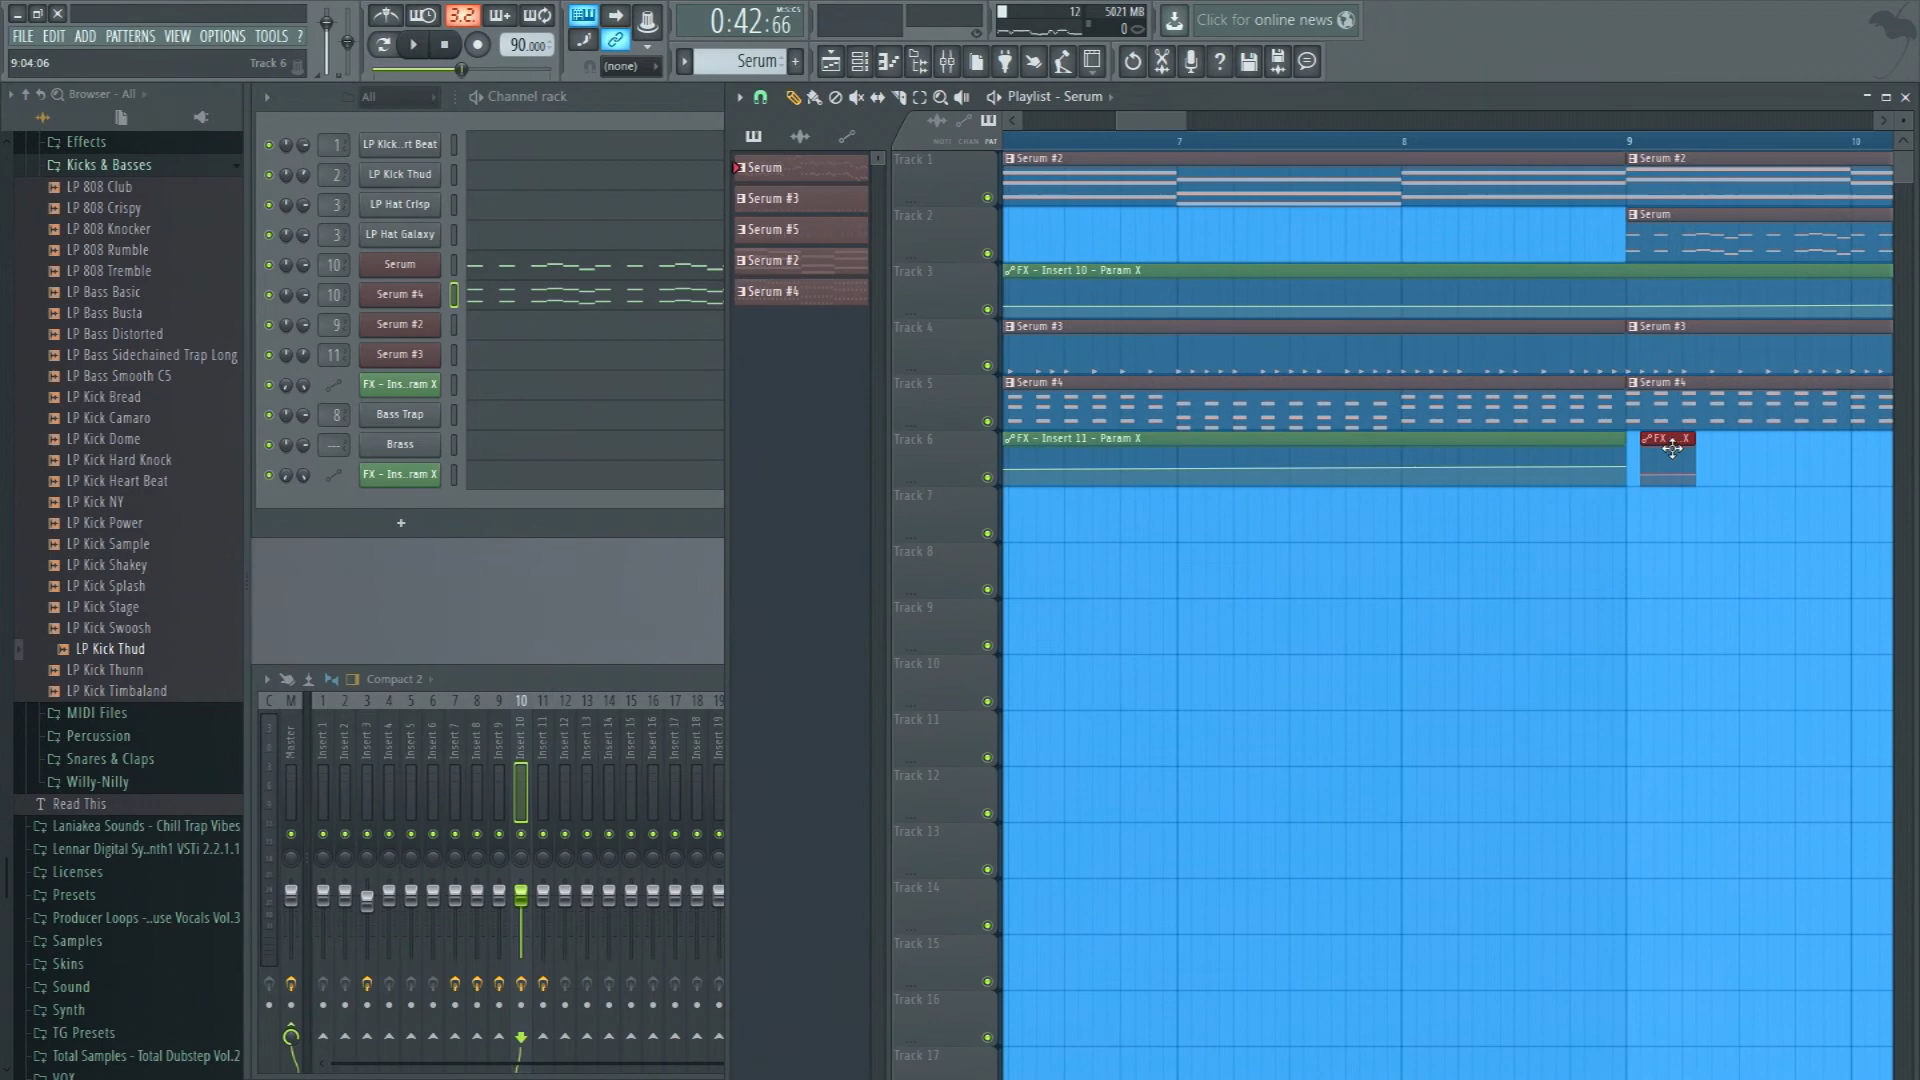 FILE EDIT ADD PATTERNS VIEW OPTIONS TOOLS ?
9:04:06 Track 6
3.2.
90.000
(none)
0:42:66
M:S:CS
12 5021 MB
0
Click for online news
Serum
Browser - All
All
Channel rack
Playlist - Serum
Effects
Kicks & Basses
LP 808 Club
LP 808 Crispy
LP 808 Knocker
LP 808 Rumble
LP 808 Tremble
LP Bass Basic
LP Bass Busta
LP Bass Distorted
LP Bass Sidechained Trap Long
LP Bass Smooth C5
LP Kick Bread
LP Kick Camaro
LP Kick Dome
LP Kick Hard Knock
LP Kick Heart Beat
LP Kick NY
LP Kick Power
LP Kick Sample
LP Kick Shakey
LP Kick Splash
LP Kick Stage
LP Kick Swoosh
LP Kick Thud
LP Kick Thunn
LP Kick Timbaland
MIDI Files
Percussion
Snares & Claps
Willy-Nilly
Read This
Laniakea Sounds - Chill Trap Vibes
Lennar Digital Sy..nth1 VSTi 2.2.1.1
Licenses
Presets
Producer Loops -..use Vocals Vol.3
Samples
Skins
Sound
Synth
TG Presets
Total Samples - Total Dubstep Vol.2
VOX
1 LP Kick..rt Beat
2 LP Kick Thud
3 LP Hat Crisp
3 LP Hat Galaxy
10 Serum
10 Serum #4
9 Serum #2
11 Serum #3
FX - Ins..ram X
8 Bass Trap
--- Brass
FX - Ins..ram X
+
Compact 2
C M 1 2 3 4 5 6 7 8 9 10 11 12 13 14 15 16 17 18 19
Master
Insert 1
Insert 2
Insert 3
Insert 4
Insert 5
Insert 6
Insert 7
Insert 8
Insert 9
Insert 10
Insert 11
Insert 12
Insert 13
Insert 14
Insert 15
Insert 16
Insert 17
Insert 18
Insert 19
Serum
Serum #3
Serum #5
Serum #2
Serum #4
NOTE CHAN PAT
7 8 9 10
Track 1 Serum #2 Serum #2
Track 2 Serum
Track 3 FX - Insert 10 - Param X
Track 4 Serum #3 Serum #3
Track 5 Serum #4 Serum #4
Track 6 FX - Insert 11 - Param X FX ..X
Track 7
Track 8
Track 9
Track 10
Track 11
Track 12
Track 13
Track 14
Track 15
Track 16
Track 17